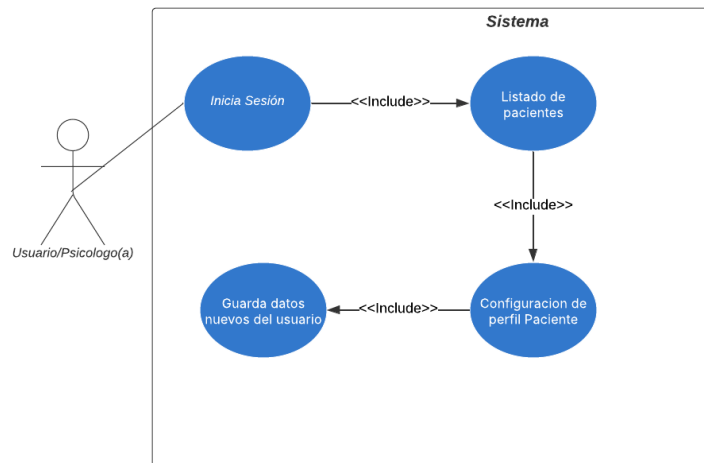 Sistema
Inicia Sesión
<<Include>>
Listado de
pacientes
<<Include>>
Usuario/Psicologo(a)
Guarda datos
nuevos del usuario
<<Include>>
Configuracion de
perfil Paciente